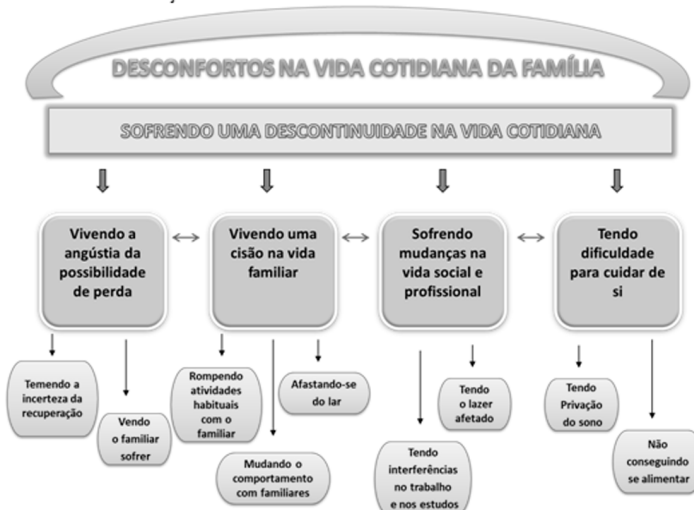 DESCONFORTOS NA VIDA COTIDIANA DA FAMÍLIA
SOFRENDO UMA DESCONTINUIDADE NA VIDA COTIDIANA
Vivendo a
angústia da
possibilidade
de perda
Vivendo uma
cisão na vida
familiar
Sofrendo
mudanças na
vida social e
profissional
Tendo
dificuldade
para cuidar de
si
Temendo a
incerteza da
recuperação
Vendo
o familiar
sofrer
Rompendo
atividades
habituais
com o
familiar
Mudando o
comportamento
com familiares
Afastando-se
do lar
Tendo
interferências
no trabalho
e nos estudos
Tendo
o lazer
afetado
Tendo
Privação
do sono
Não
conseguindo
se alimentar